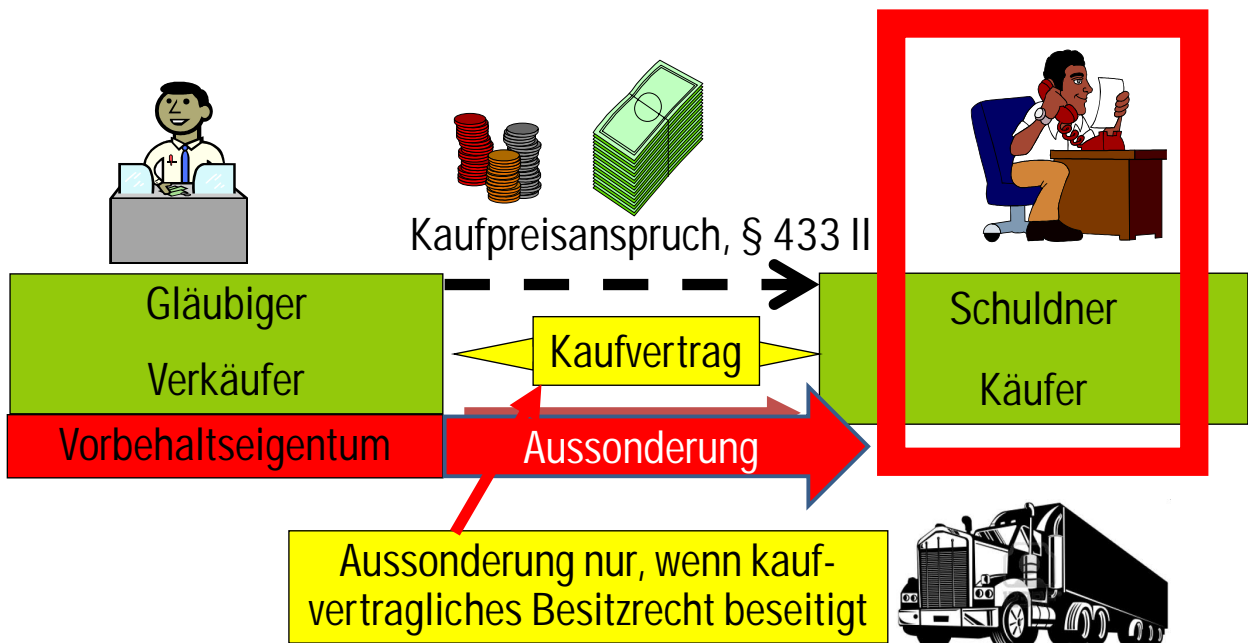 Kaufpreisanspruch, § 433 II
Gläubiger
Verkäufer
Kaufvertrag
Schuldner
Käufer
Vorbehaltseigentum
Aussonderung
Aussonderung nur, wenn kauf-
vertragliches Besitzrecht beseitigt